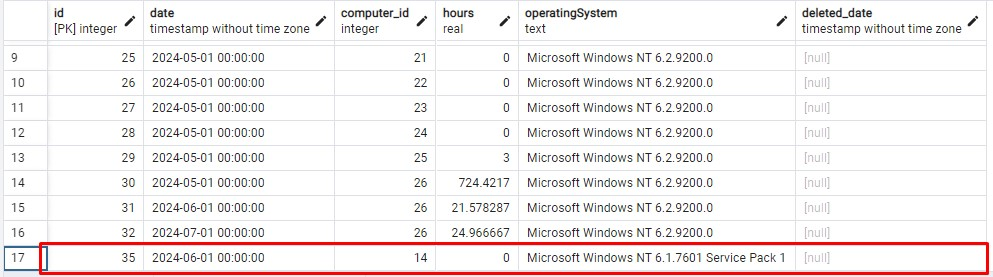 id date computer_id hours operatingSystem deleted_date
[PK] integer timestamp without time zone integer real text timestamp without time zone
9 25 2024-05-01 00:00:00 21 0 Microsoft Windows NT 6.2.9200.0 [null]
10 26 2024-05-01 00:00:00 22 0 Microsoft Windows NT 6.2.9200.0 [null]
11 27 2024-05-01 00:00:00 23 0 Microsoft Windows NT 6.2.9200.0 [null]
12 28 2024-05-01 00:00:00 24 0 Microsoft Windows NT 6.2.9200.0 [null]
13 29 2024-05-01 00:00:00 25 3 Microsoft Windows NT 6.2.9200.0 [null]
14 30 2024-05-01 00:00:00 26 724.4217 Microsoft Windows NT 6.2.9200.0 [null]
15 31 2024-06-01 00:00:00 26 21.578287 Microsoft Windows NT 6.2.9200.0 [null]
16 32 2024-07-01 00:00:00 26 24.966667 Microsoft Windows NT 6.2.9200.0 [null]
17 35 2024-06-01 00:00:00 14 0 Microsoft Windows NT 6.1.7601 Service Pack 1 [null]